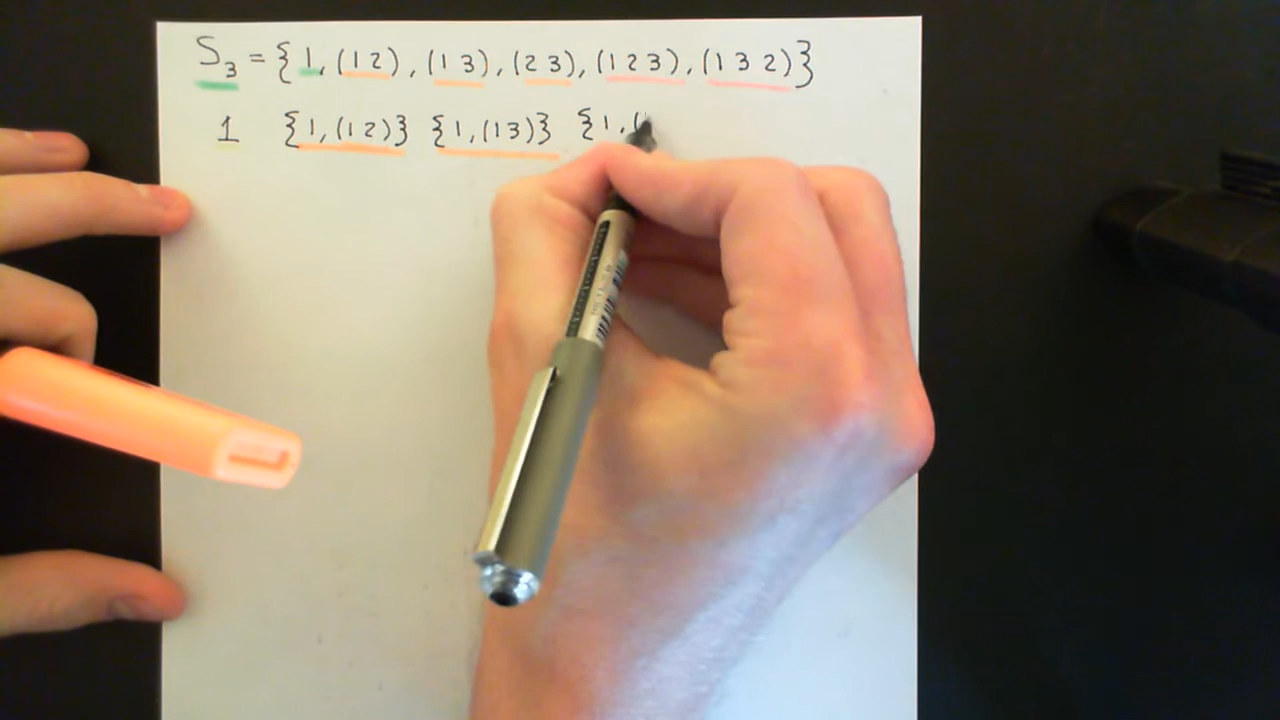 S₃ = {1, (1 2), (1 3), (2 3), (1 2 3), (1 3 2)}
1 {1, (1 2)} {1, (1 3)} {1, (